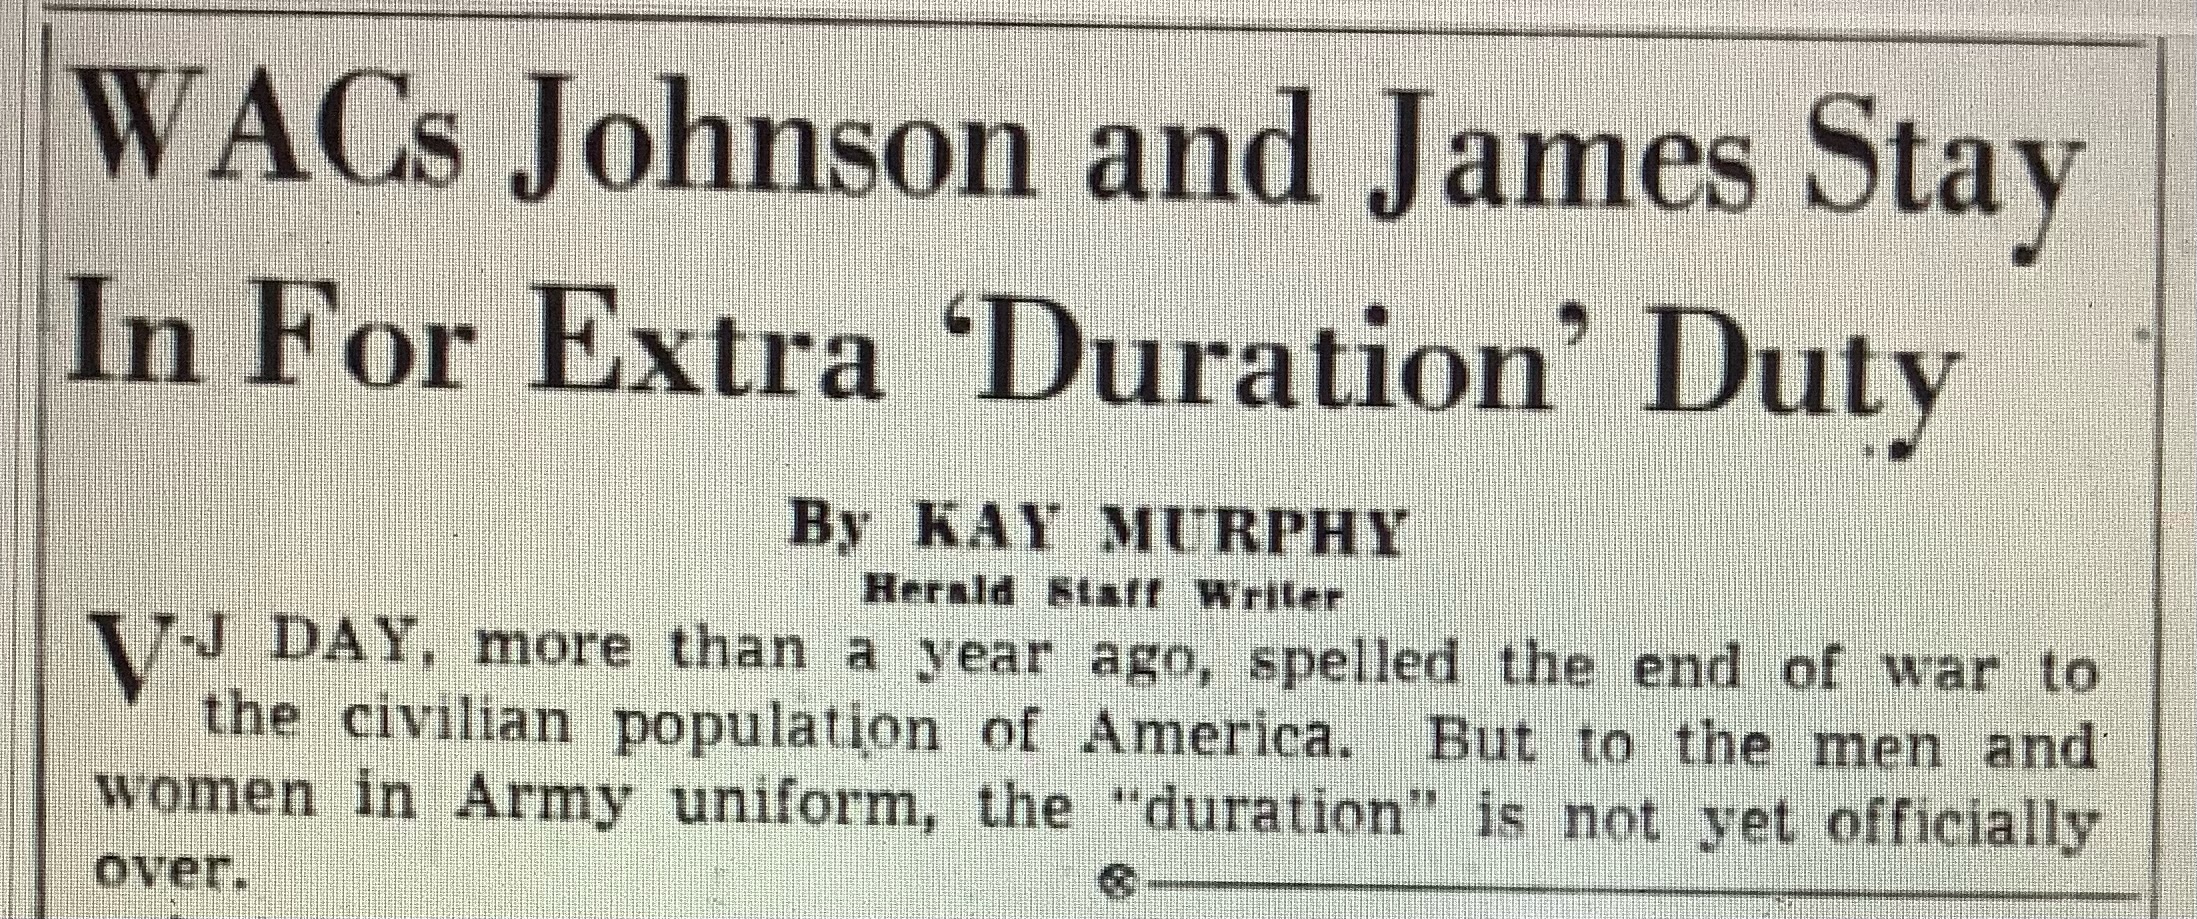 WACs Johnson and James Stay
In For Extra ‘Duration’ Duty
By KAY MURPHY
Herald Staff Writer
V-J DAY, more than a year ago, spelled the end of war to
the civilian population of America. But to the men and
women in Army uniform, the "duration" is not yet officially
over.